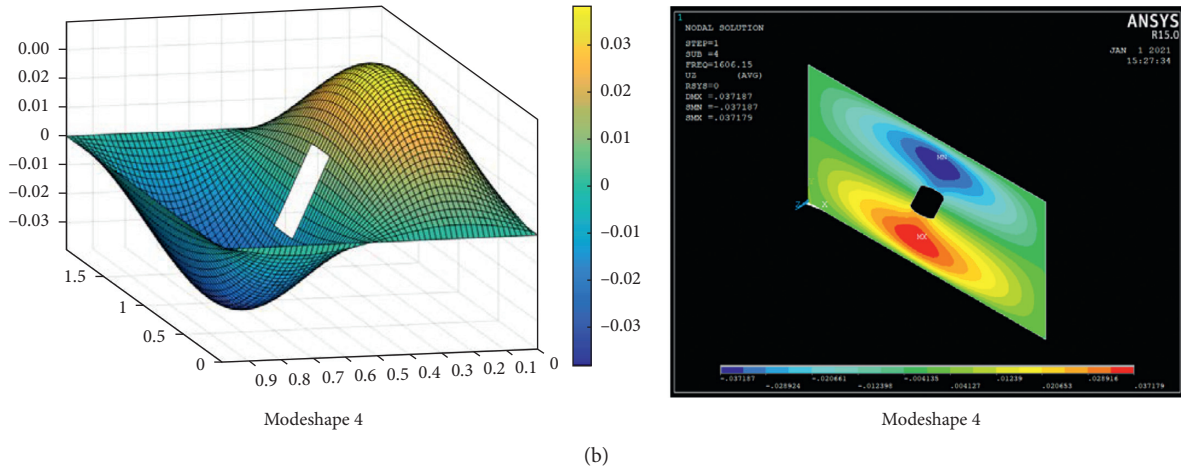 0.00
0.02
0.01
0
−0.01
−0.02
−0.03
1.5
1
0.5
0
0.9
0.8
0.7
0.6
0.5
0.4
0.3
0.2
0.1
0
0.03
0.02
0.01
0
−0.01
−0.02
−0.03
Modeshape 4
1
NODAL SOLUTION
STEP=1
SUB =4
FREQ=1606.15
UZ (AVG)
RSYS=0
DMX =.037187
SMN =-.037187
SMX =.037179
ANSYS
R15.0
JAN 1 2021
15:27:34
MN
MX
Z X
-.037187 -.020661 -.004135 .01239 .028916
-.028924 -.012398 .004127 .020653 .037179
Modeshape 4
(b)